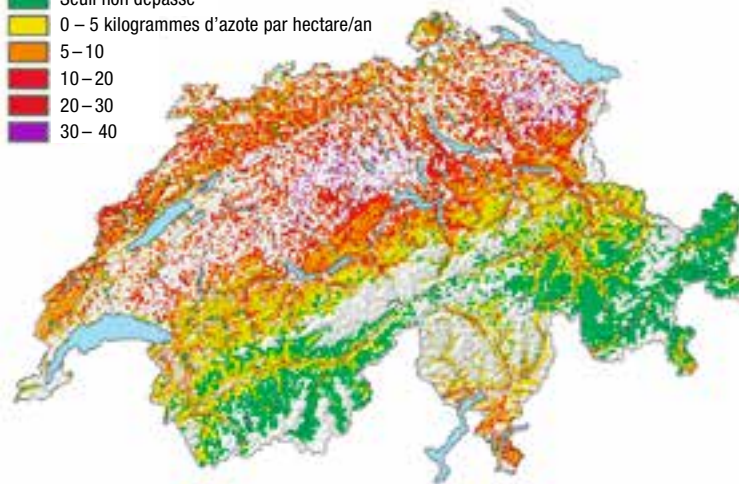 Seuil non dépassé
0 – 5 kilogrammes d'azote par hectare/an
5 – 10
10 – 20
20 – 30
30 – 40